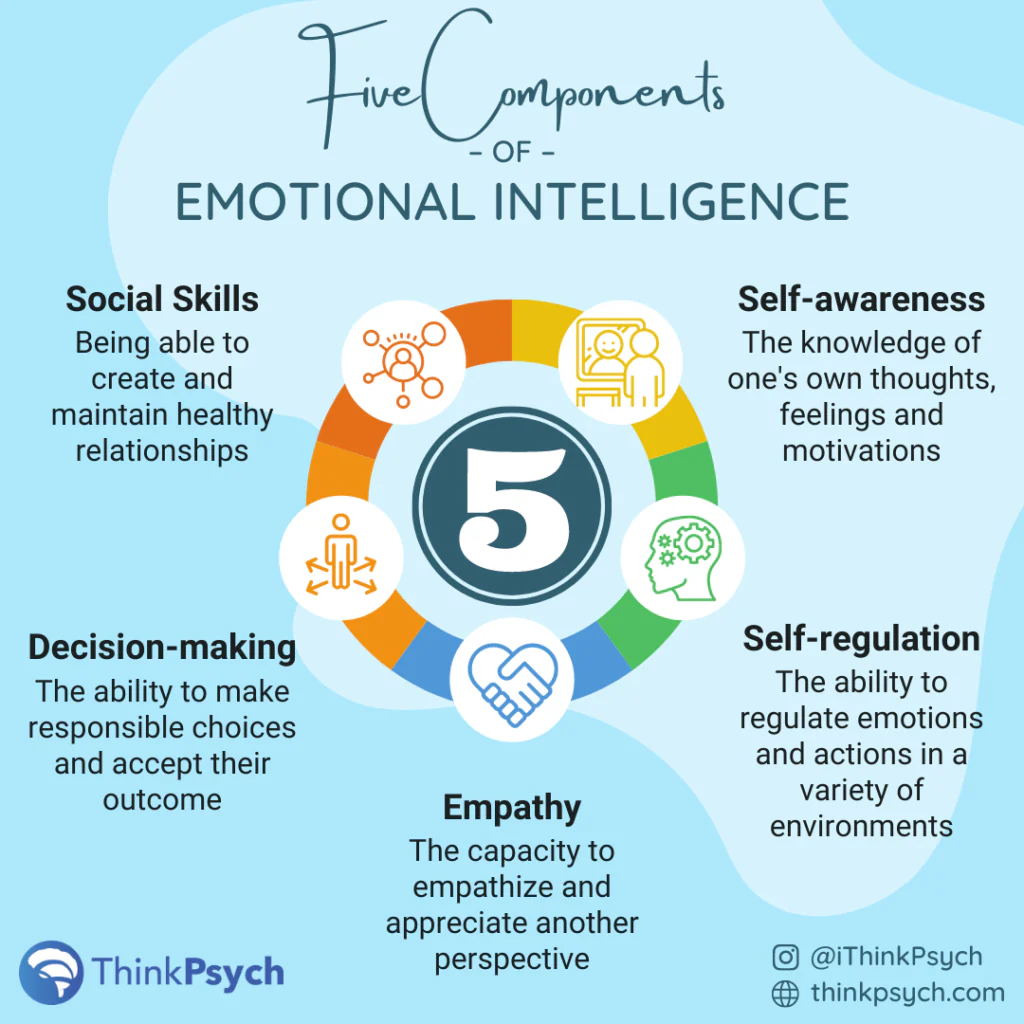 Five Components
- OF -
EMOTIONAL INTELLIGENCE
Social Skills
Being able to
create and
maintain healthy
relationships
Self-awareness
The knowledge of
one's own thoughts,
feelings and
motivations
5
Decision-making
The ability to make
responsible choices
and accept their
outcome
Self-regulation
The ability to
regulate emotions
and actions in a
variety of
environments
Empathy
The capacity to
empathize and
appreciate another
perspective
ThinkPsych
@iThinkPsych
thinkpsych.com